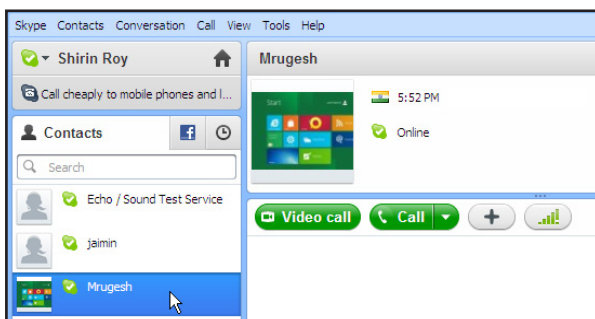 Skype Contacts Conversation Call View Tools Help
Shirin Roy
Call cheaply to mobile phones and l...
Contacts
Search
Echo / Sound Test Service
jaimin
Mrugesh
Mrugesh
Start
5:52 PM
Online
Video call Call